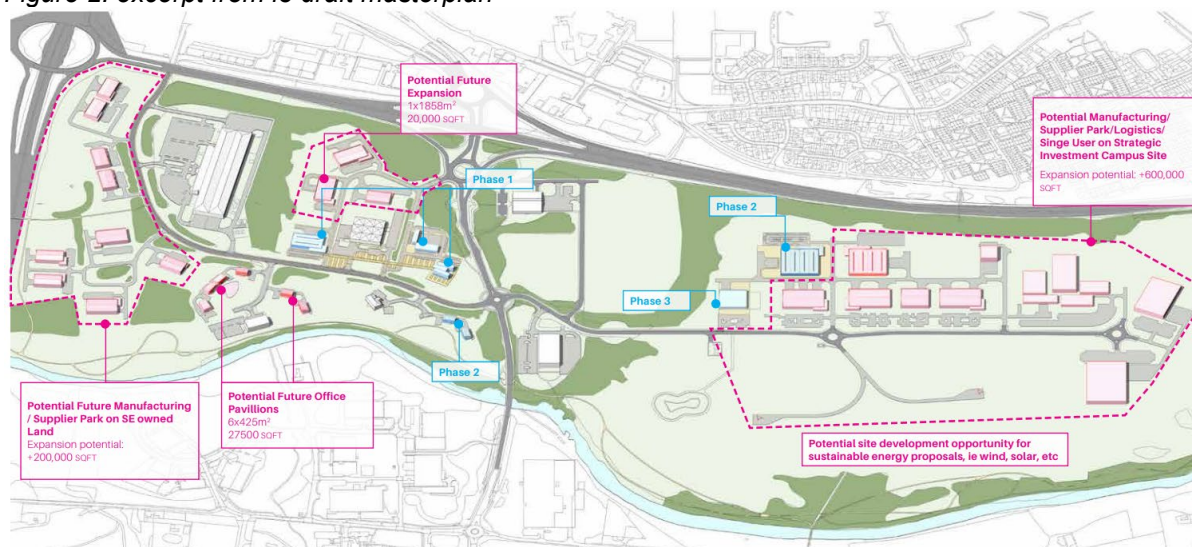 Figure 2: excerpt from ie draft masterplan
Potential Future
Expansion
1x1858m²
20,000 SQFT
Phase 1
Potential Manufacturing/
Supplier Park/Logistics/
Singe User on Strategic
Investment Campus Site
Expansion potential: +600,000
SQFT
Phase 2
Phase 3
Phase 2
Potential Future Manufacturing
/ Supplier Park on SE owned
Land
Expansion potential:
+200,000 SQFT
Potential Future Office
Pavillions
6x425m²
27500 SQFT
Potential site development opportunity for
sustainable energy proposals, ie wind, solar, etc